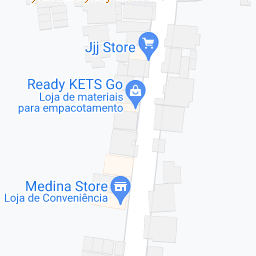 Jjj Store
Ready KETS Go
Loja de materiais
para empacotamento
Medina Store
Loja de Conveniência